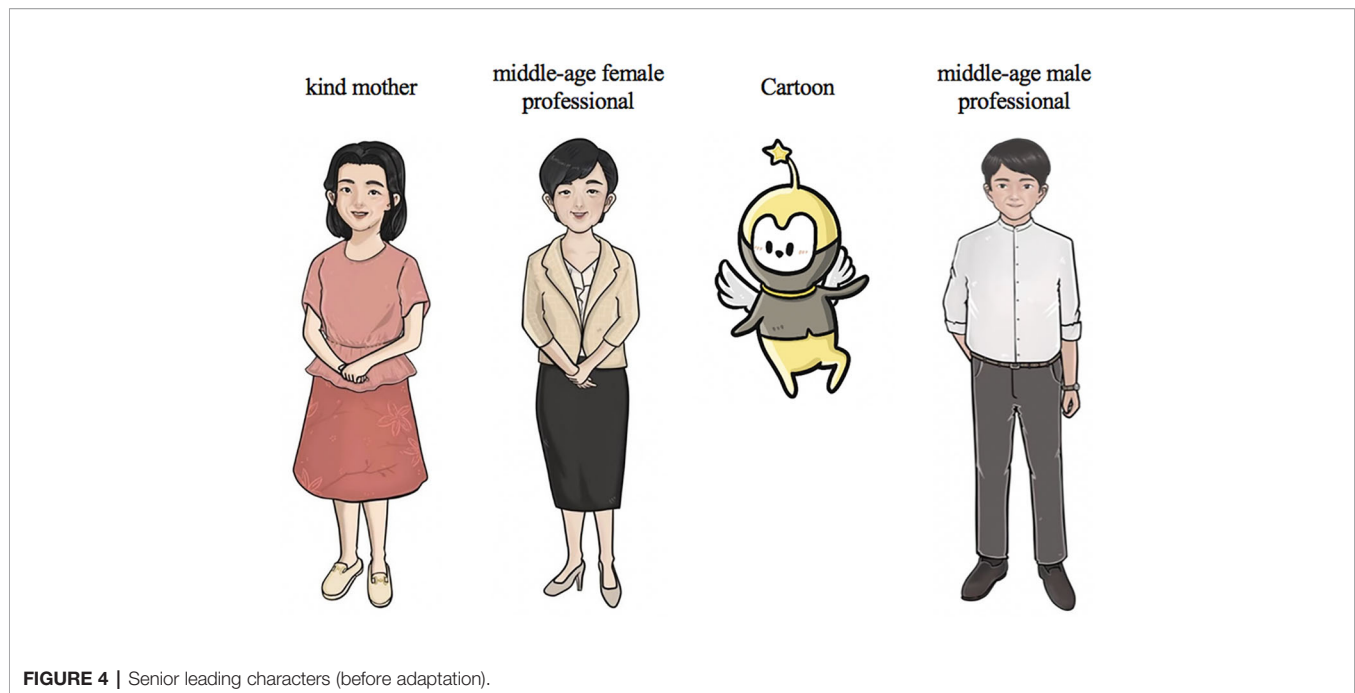 kind mother
middle-age female
professional
Cartoon
middle-age male
professional
FIGURE 4 | Senior leading characters (before adaptation).